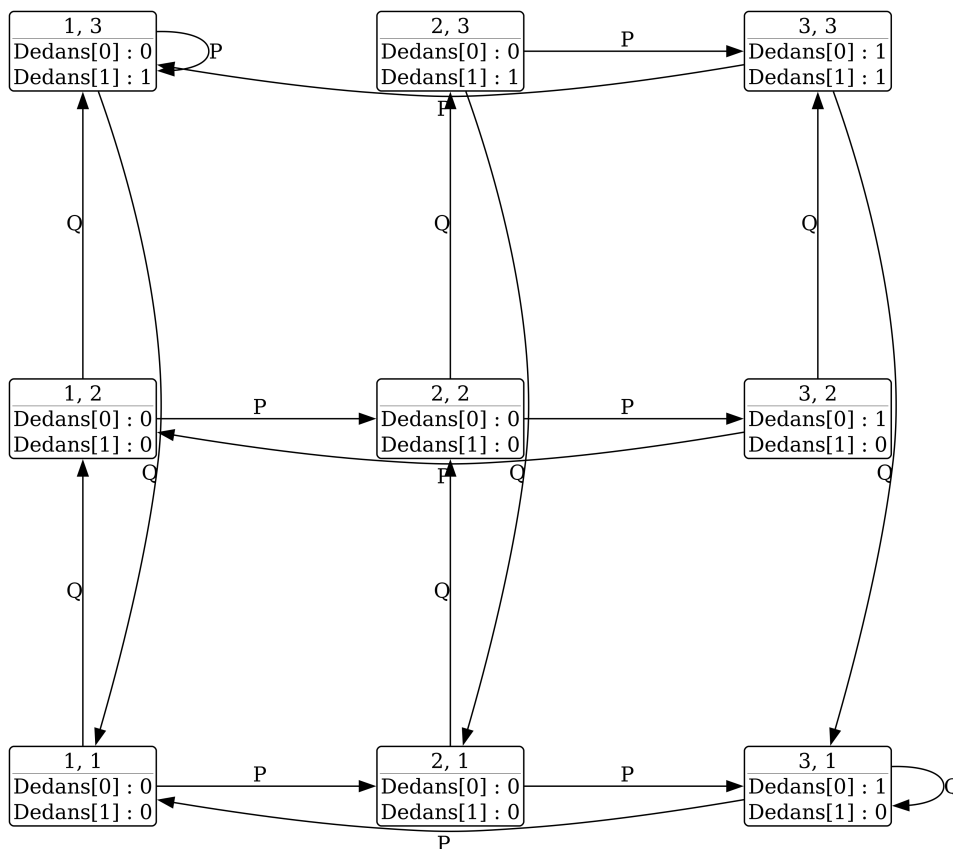 1, 3
Dedans[0] : 0
Dedans[1] : 1
P
2, 3
Dedans[0] : 0
Dedans[1] : 1
P
3, 3
Dedans[0] : 1
Dedans[1] : 1
P
Q
Q
Q
1, 2
Dedans[0] : 0
Dedans[1] : 0
P
2, 2
Dedans[0] : 0
Dedans[1] : 0
P
3, 2
Dedans[0] : 1
Dedans[1] : 0
Q
P
Q
Q
Q
Q
1, 1
Dedans[0] : 0
Dedans[1] : 0
P
2, 1
Dedans[0] : 0
Dedans[1] : 0
P
3, 1
Dedans[0] : 1
Dedans[1] : 0
P